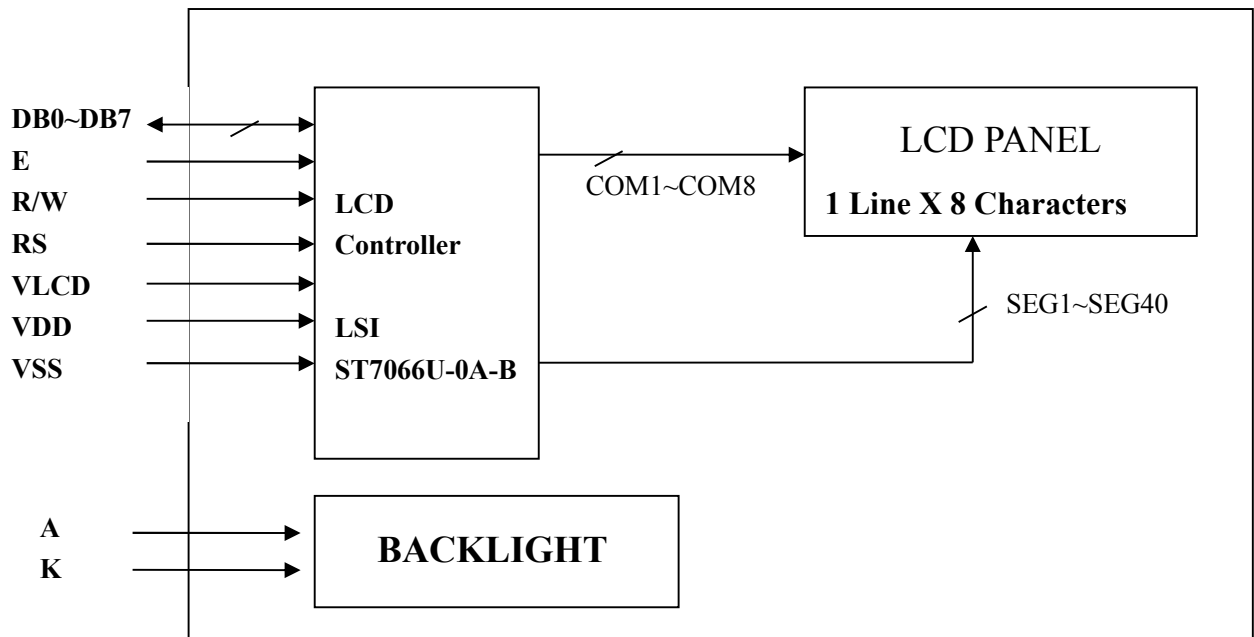 DB0~DB7
E
R/W
RS
VLCD
VDD
VSS
LCD
Controller
LSI
ST7066U-0A-B
COM1~COM8
LCD PANEL
1 Line X 8 Characters
SEG1~SEG40
A
K
BACKLIGHT